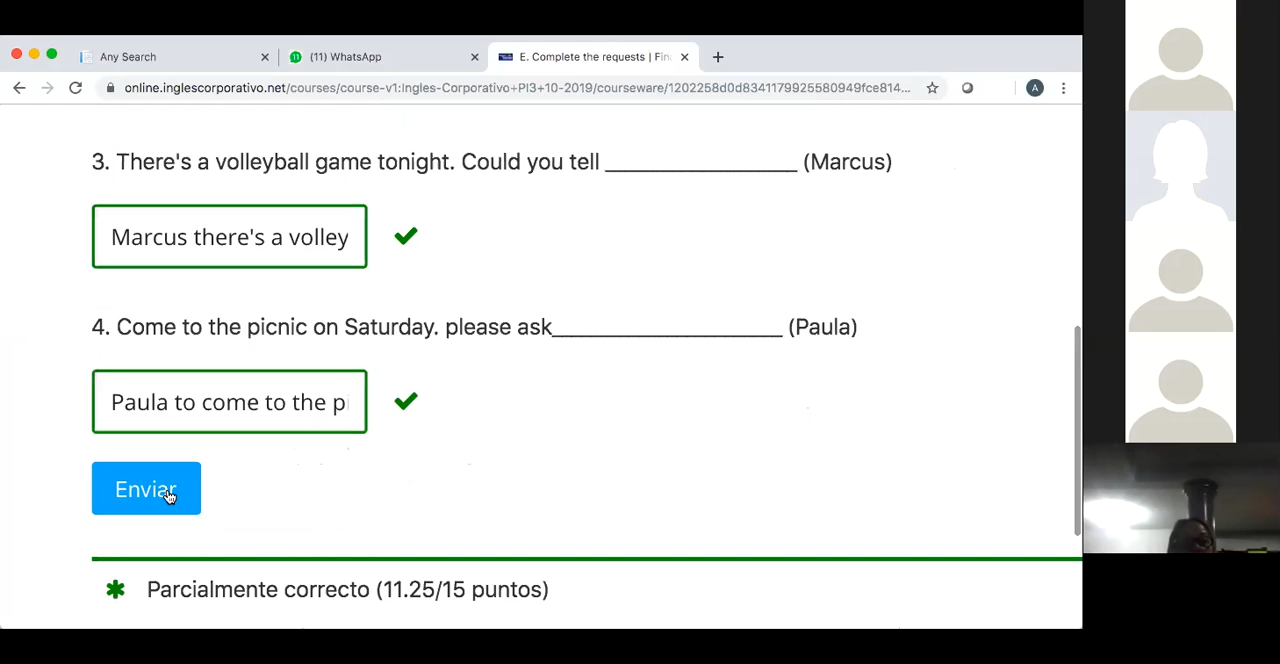 Any Search
(11) WhatsApp
E. Complete the requests | Fin
online.inglescorporativo.net/courses/course-v1:Ingles-Corporativo+PI3+10-2019/courseware/1202258d0d8341179925580949fce814...
A
3. There's a volleyball game tonight. Could you tell _________________ (Marcus)
Marcus there's a volley
4. Come to the picnic on Saturday. please ask____________________ (Paula)
Paula to come to the p
Enviar
Parcialmente correcto (11.25/15 puntos)